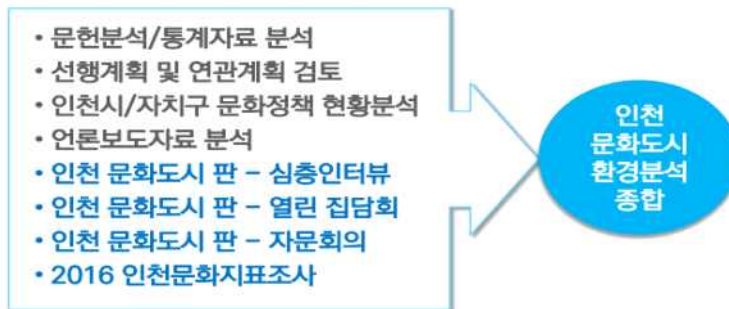 • 문헌분석/통계자료 분석
• 선행계획 및 연관계획 검토
• 인천시/자치구 문화정책 현황분석
• 언론보도자료 분석
• 인천 문화도시 판 – 심층인터뷰
• 인천 문화도시 판 – 열린 집담회
• 인천 문화도시 판 – 자문회의
• 2016 인천문화지표조사
인천
문화도시
환경분석
종합